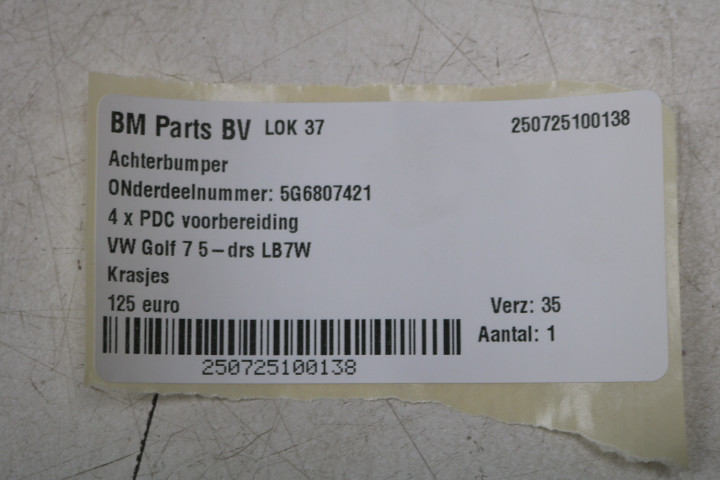 BM Parts BV LOK 37 250725100138
Achterbumper
ONderdeelnummer: 5G6807421
4 x PDC voorbereiding
VW Golf 7 5-drs LB7W
Krasjes
125 euro Verz: 35
Aantal: 1
250725100138